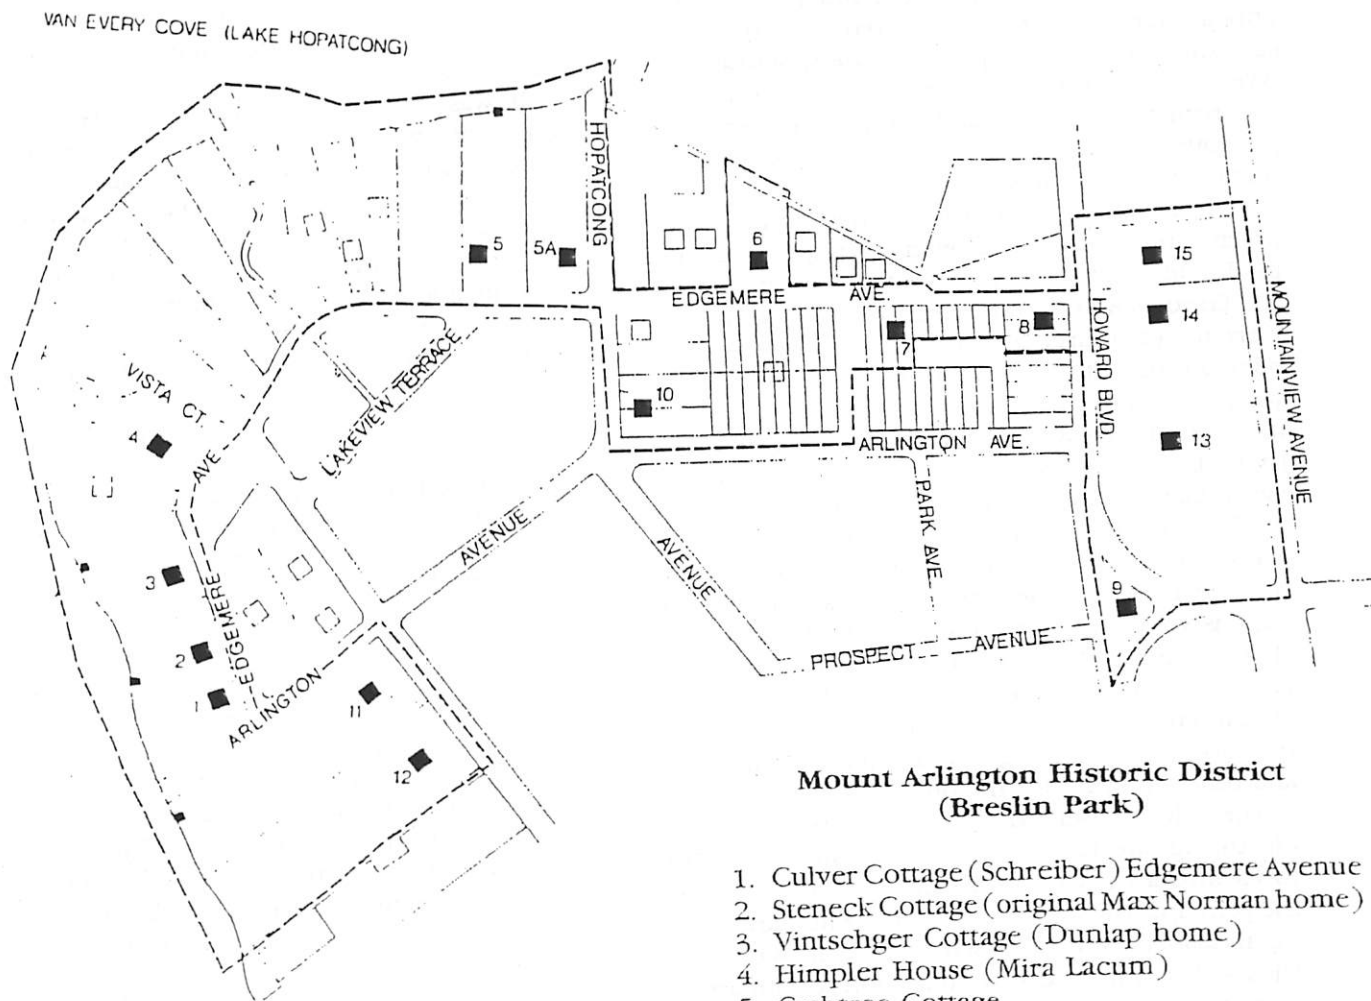 VAN EVERY COVE (LAKE HOPATCONG)
HOPATCONG
5
5A
6
15
EDGEMERE AVE.
14
8
7
HOWARD BLVD.
MOUNTAINVIEW AVENUE
VISTA CT.
LAKEVIEW TERRACE
10
4
AVE.
ARLINGTON AVE.
13
PARK AVE.
AVENUE
AVENUE
3
EDGEMERE
9
2
PROSPECT AVENUE
1
ARLINGTON
11
12
Mount Arlington Historic District
(Breslin Park)
1. Culver Cottage (Schreiber) Edgemere Avenue
2. Steneck Cottage (original Max Norman home)
3. Vintschger Cottage (Dunlap home)
4. Himpler House (Mira Lacum)